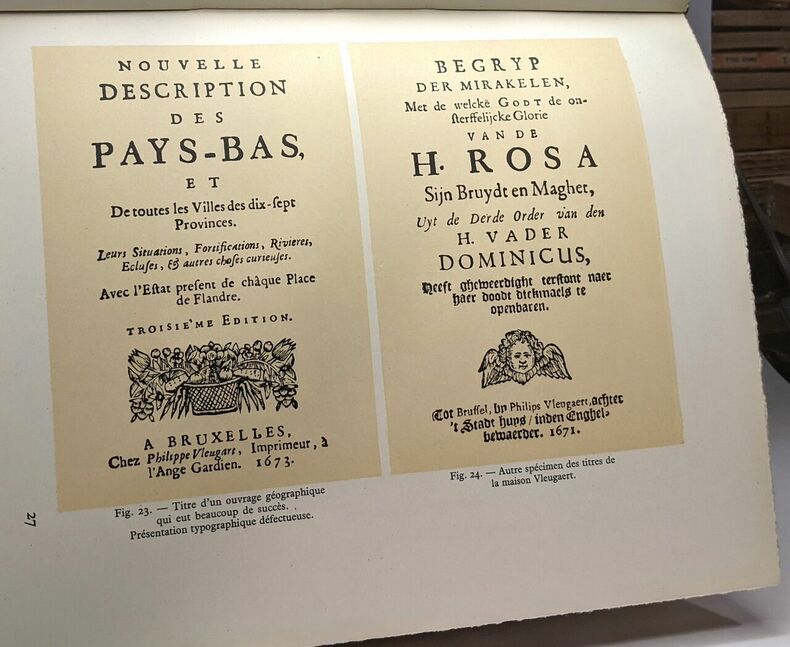 NOUVELLE
DESCRIPTION
DES
PAYS-BAS,
ET
De toutes les Villes des dix-ſept
Provinces.
Leurs Situations, Fortifications, Rivieres,
Ecluſes, & autres choſes curieuſes.
Avec l'Eſtat preſent de châque Place
de Flandre.
TROISIE'ME EDITION.
A BRUXELLES,
Chez Philippe Vleugart, Imprimeur, à
l'Ange Gardien. 1673.
Fig. 23. — Titre d'un ouvrage géographique
qui eut beaucoup de succès.
Présentation typographique défectueuse.
BEGRYP
DER MIRAKELEN,
Met de welcke GODT de on-
ſterffelijcke Glorie
VAN DE
H. ROSA
Sijn Bruydt en Maghet,
Uyt de Derde Order van den
H. VADER
DOMINICUS,
Heeft gheweerdight terſtont naer
haer doodt dickmaels te
openbaren.
Tot Bruſſel, by Philips Vleugaert, achter
't Stadt huys / inden Enghel-
bewaerder. 1671.
Fig. 24. — Autre spécimen des titres de
la maison Vleugaert.
27